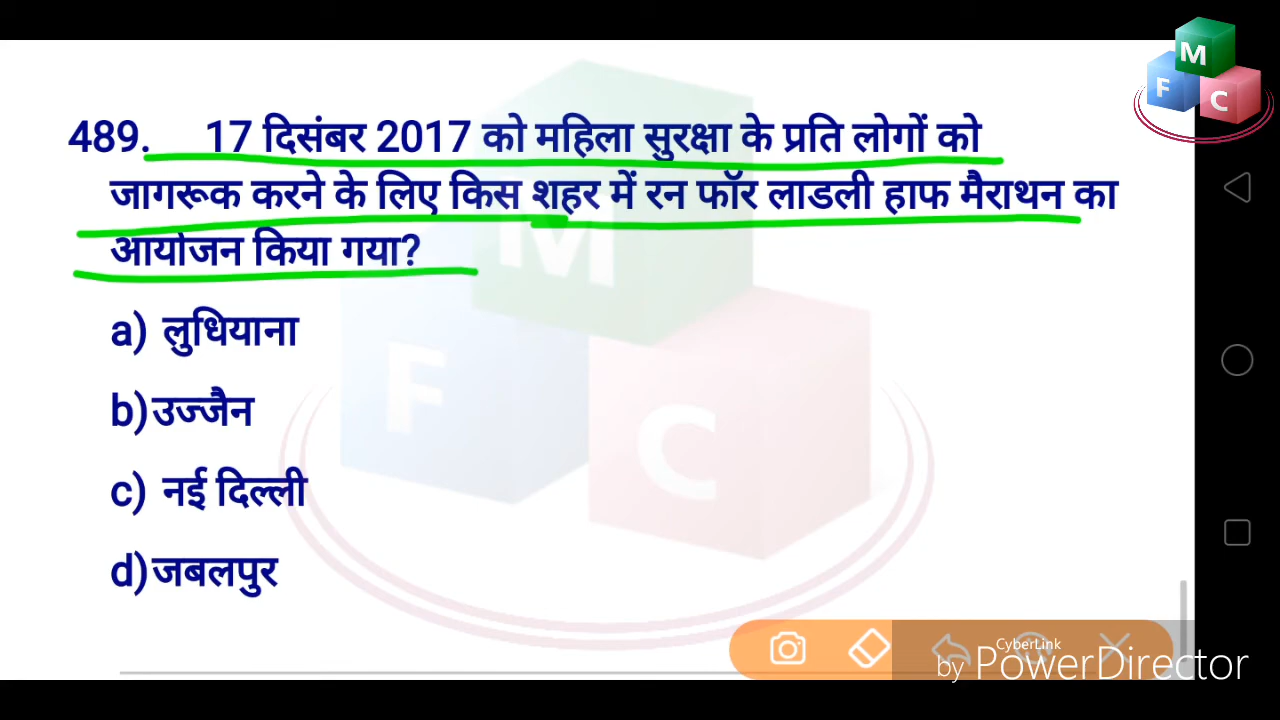 M
F C
489. 17 दिसंबर 2017 को महिला सुरक्षा के प्रति लोगों को
जागरूक करने के लिए किस शहर में रन फॉर लाडली हाफ मैराथन का
आयोजन किया गया?
a) लुधियाना
b)उज्जैन
c) नई दिल्ली
d)जबलपुर
M
F
C
CyberLink
by PowerDirector